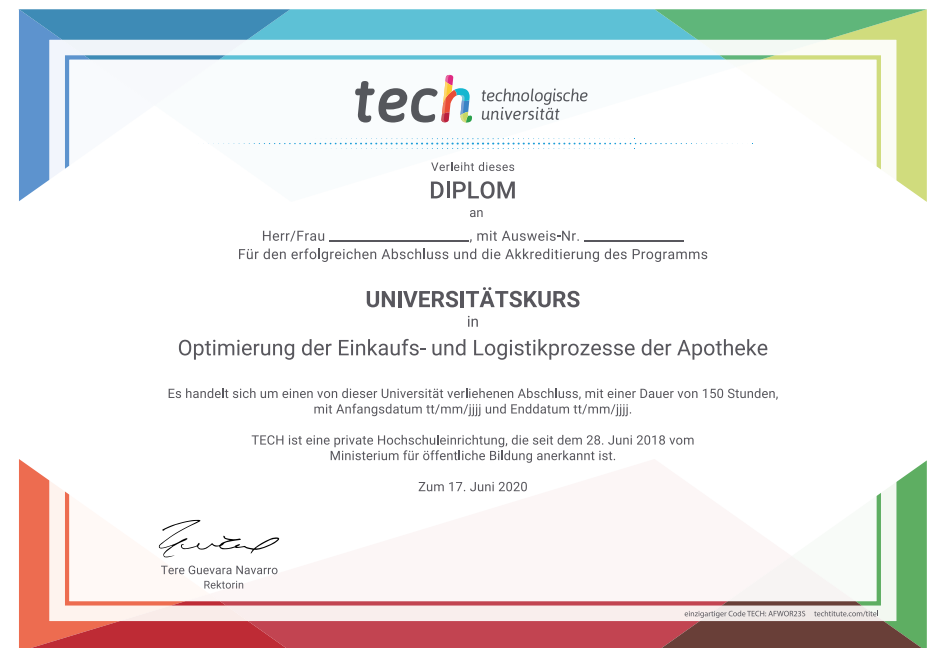 tech technologische
universität
Verleiht dieses
DIPLOM
an
Herr/Frau ____________, mit Ausweis-Nr. ____________
Für den erfolgreichen Abschluss und die Akkreditierung des Programms
UNIVERSITÄTSKURS
in
Optimierung der Einkaufs- und Logistikprozesse der Apotheke
Es handelt sich um einen von dieser Universität verliehenen Abschluss, mit einer Dauer von 150 Stunden,
mit Anfangsdatum tt/mm/jjjj und Enddatum tt/mm/jjjj.
TECH ist eine private Hochschuleinrichtung, die seit dem 28. Juni 2018 vom
Ministerium für öffentliche Bildung anerkannt ist.
Zum 17. Juni 2020
Tere Guevara Navarro
Rektorin
einzigartiger Code TECH: AFWOR23S techtitute.com/titel